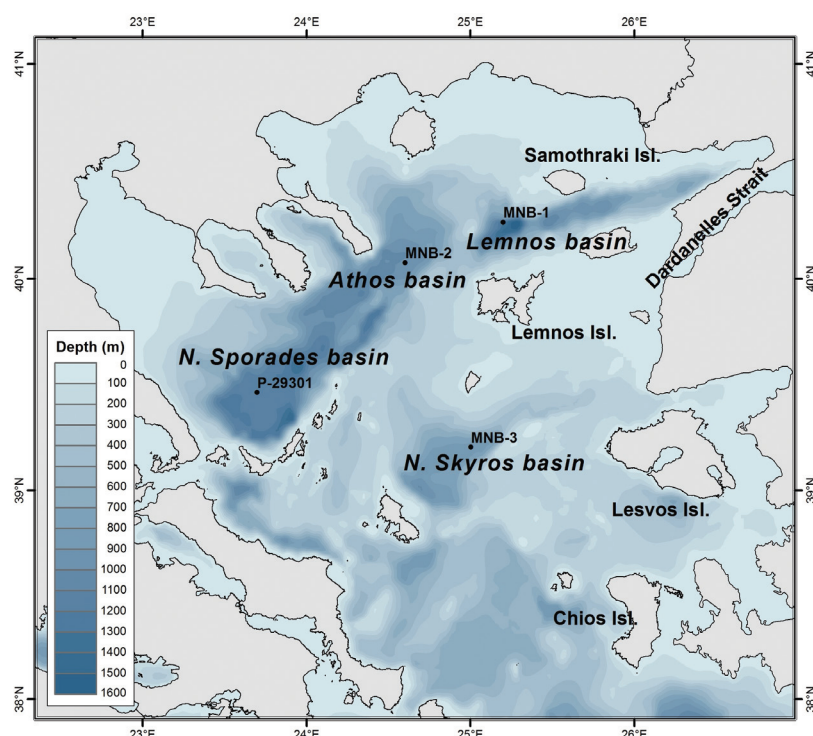 23°E 24°E 25°E 26°E
41°N 41°N
Samothraki Isl.
MNB-1
Lemnos basin
Dardanelles Strait
MNB-2
40°N 40°N
Athos basin
Lemnos Isl.
N. Sporades basin
P-29301
MNB-3
N. Skyros basin
39°N 39°N
Lesvos Isl.
Chios Isl.
38°N 38°N
Depth (m)
0
100
200
300
400
500
600
700
800
900
1000
1100
1200
1300
1400
1500
1600
23°E 24°E 25°E 26°E